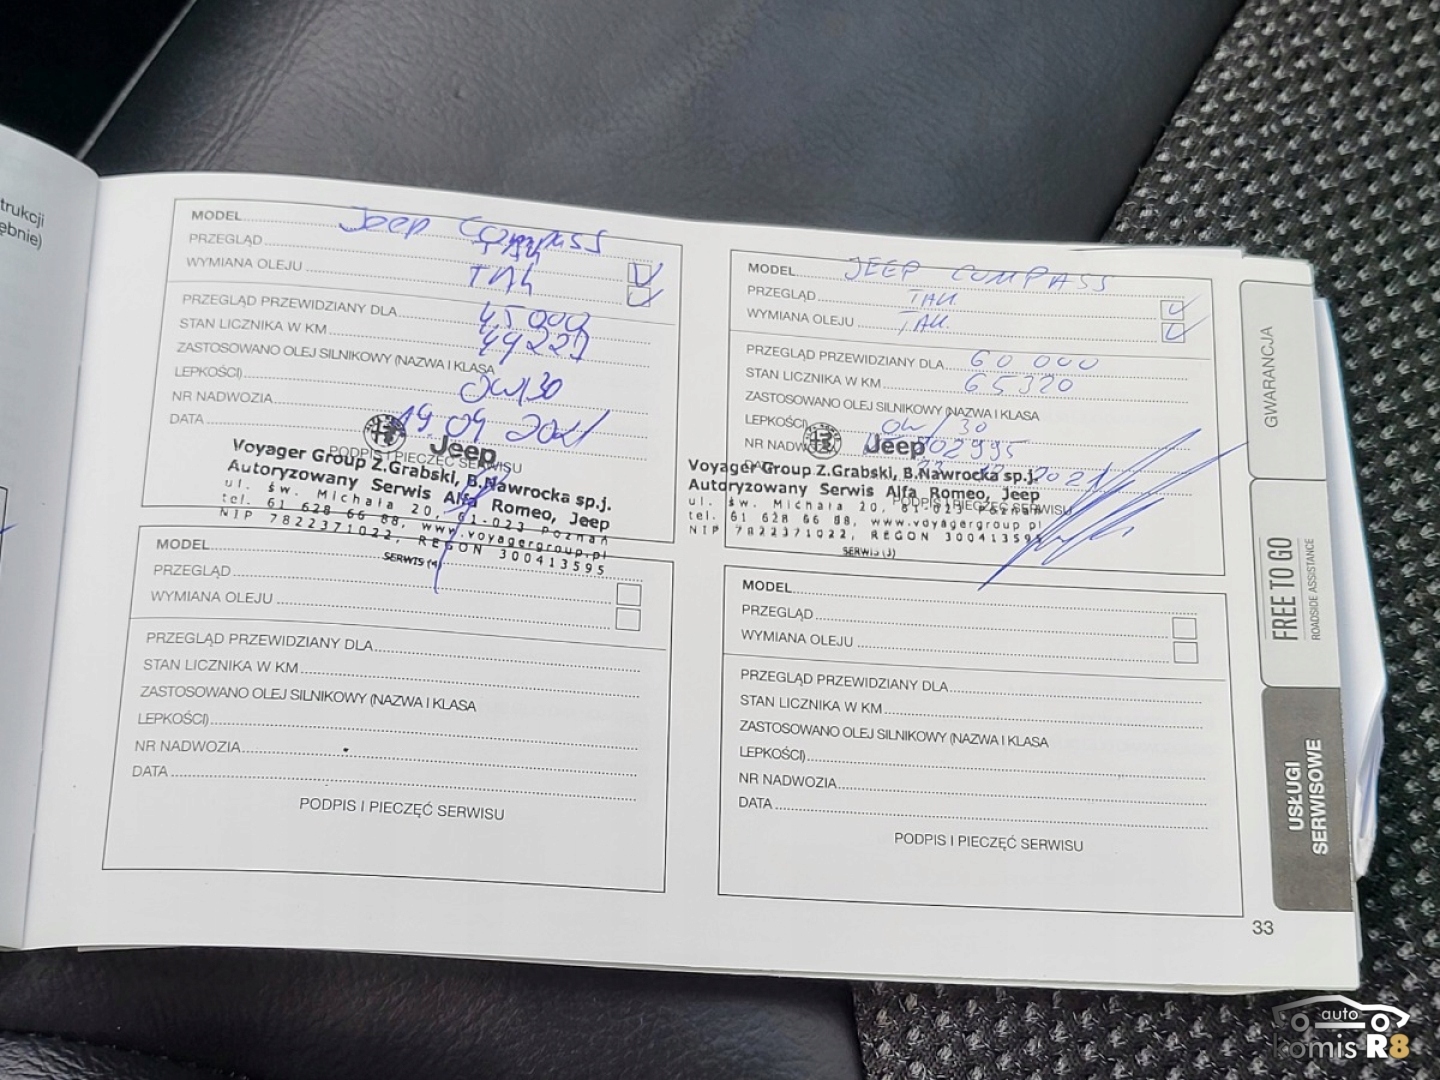 trukcji
ębnie)
MODEL Jeep Compass
PRZEGLĄD TAK
WYMIANA OLEJU TAK
PRZEGLĄD PRZEWIDZIANY DLA 45 000
STAN LICZNIKA W KM
ZASTOSOWANO OLEJ SILNIKOWY (NAZWA I KLASA
LEPKOŚCI) 0W/30
NR NADWOZIA
DATA 2021
Jeep
PODPIS I PIECZĘĆ SERWISU
Voyager Group Z.Grabski, B.Nawrocka sp.j.
Autoryzowany Serwis Alfa Romeo, Jeep
ul. św. Michała 20, 61-023 Poznań
tel. 61 628 66 88, www.voyagergroup.pl
NIP 7822371022, REGON 300413595
SERWIS (4)
MODEL JEEP COMPASS
PRZEGLĄD TAK
WYMIANA OLEJU TAK
PRZEGLĄD PRZEWIDZIANY DLA 60 000
STAN LICZNIKA W KM 65320
ZASTOSOWANO OLEJ SILNIKOWY (NAZWA I KLASA
LEPKOŚCI) 0W/30
Jeep
2021
Voyager Group Z.Grabski, B.Nawrocka sp.j.
Autoryzowany Serwis Alfa Romeo, Jeep
PODPIS I PIECZĘĆ SERWISU
ul. św. Michała 20, 61-023 Poznań
tel. 61 628 66 88, www.voyagergroup.pl
NIP 7822371022, REGON 300413595
SERWIS (3)
MODEL
PRZEGLĄD
WYMIANA OLEJU
PRZEGLĄD PRZEWIDZIANY DLA
STAN LICZNIKA W KM
ZASTOSOWANO OLEJ SILNIKOWY (NAZWA I KLASA
LEPKOŚCI)
NR NADWOZIA
DATA
PODPIS I PIECZĘĆ SERWISU
MODEL
PRZEGLĄD
WYMIANA OLEJU
PRZEGLĄD PRZEWIDZIANY DLA
STAN LICZNIKA W KM
ZASTOSOWANO OLEJ SILNIKOWY (NAZWA I KLASA
LEPKOŚCI)
NR NADWOZIA
DATA
PODPIS I PIECZĘĆ SERWISU
GWARANCJA
FREE TO GO
ROADSIDE ASSISTANCE
USŁUGI
SERWISOWE
33
auto
komis R8